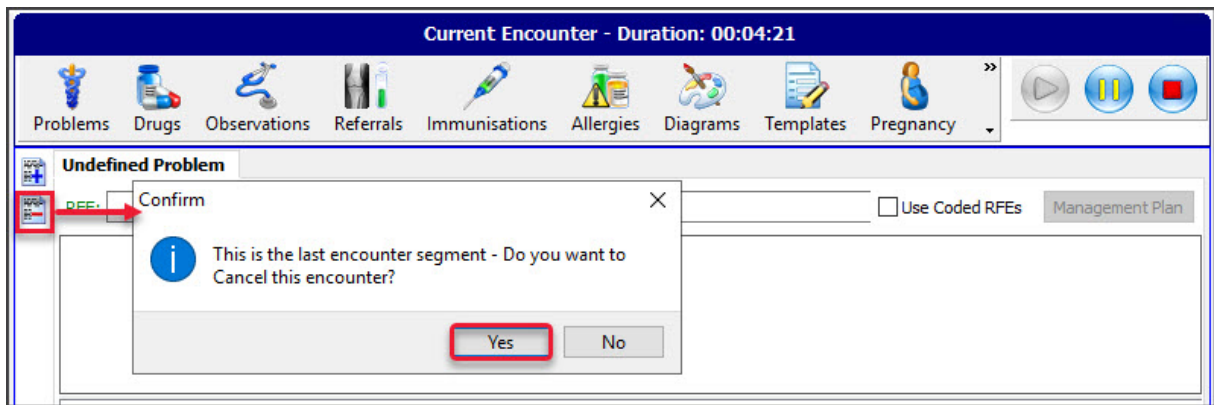 Current Encounter - Duration: 00:04:21
»
Problems Drugs Observations Referrals Immunisations Allergies Diagrams Templates Pregnancy
Undefined Problem
RFE:
Confirm
Use Coded RFEs
Management Plan
This is the last encounter segment - Do you want to
Cancel this encounter?
Yes No